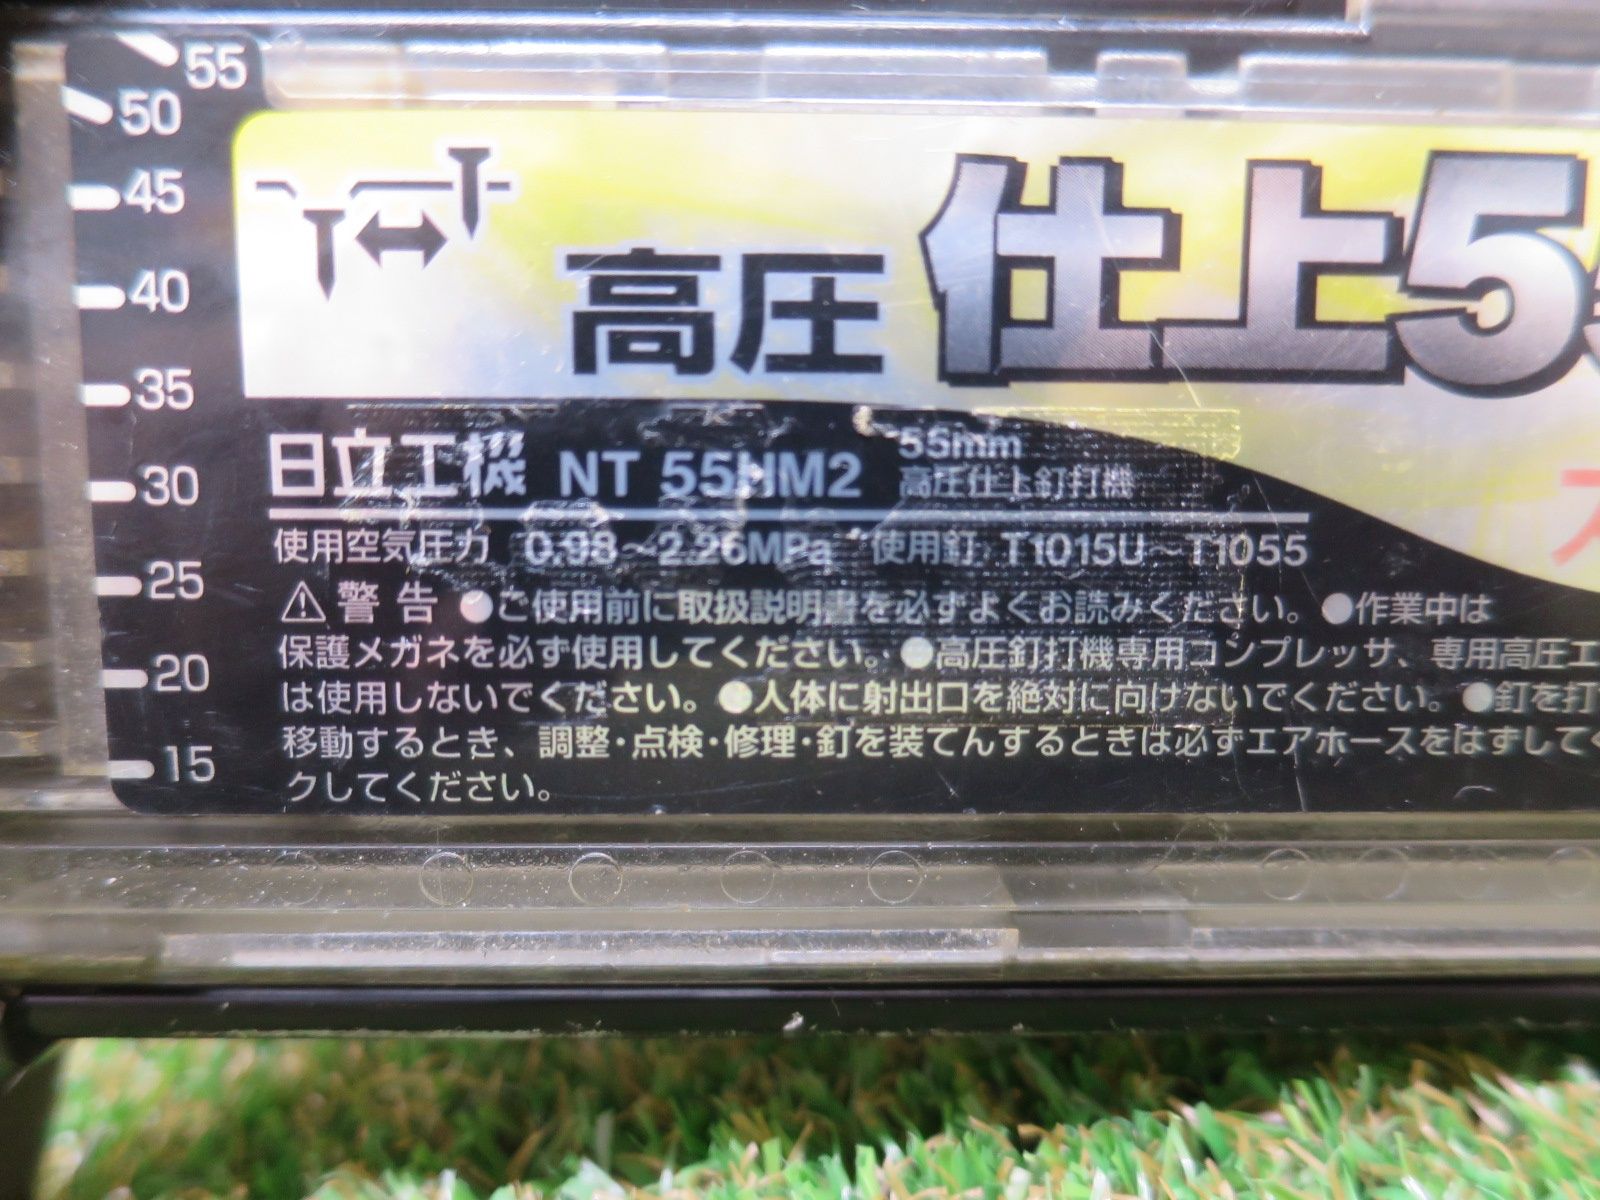 55
50
45
40
35
30
25
20
15
高圧 仕上5
日立工機 NT 55HM2 55mm
高圧仕上釘打機
使用空気圧力 0.98～2.26MPa 使用釘 T1015U～T1055
⚠警告 ●ご使用前に取扱説明書を必ずよくお読みください。●作業中は
保護メガネを必ず使用してください。●高圧釘打機専用コンプレッサ、専用高圧エ
は使用しないでください。●人体に射出口を絶対に向けないでください。●釘を打
移動するとき、調整・点検・修理・釘を装てんするときは必ずエアホースをはずして
クしてください。